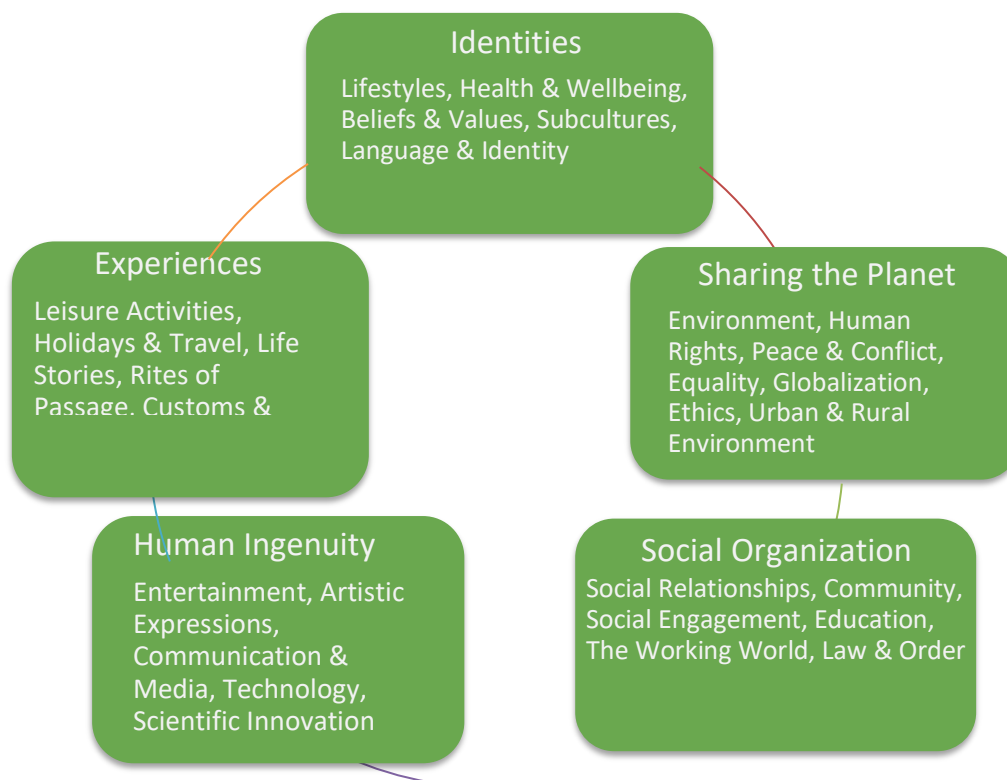 Identities
Lifestyles, Health & Wellbeing,
Beliefs & Values, Subcultures,
Language & Identity
Experiences
Leisure Activities,
Holidays & Travel, Life
Stories, Rites of
Passage, Customs &
Sharing the Planet
Environment, Human
Rights, Peace & Conflict,
Equality, Globalization,
Ethics, Urban & Rural
Environment
Human Ingenuity
Entertainment, Artistic
Expressions,
Communication &
Media, Technology,
Scientific Innovation
Social Organization
Social Relationships, Community,
Social Engagement, Education,
The Working World, Law & Order